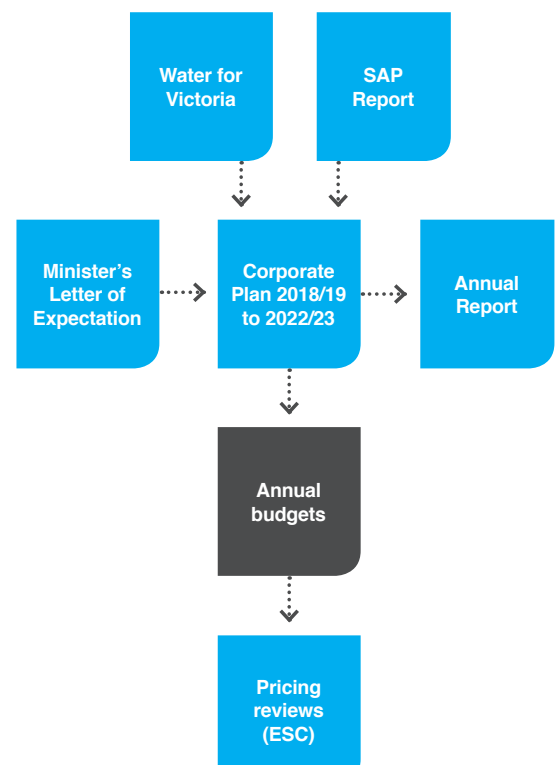 Water for
Victoria
SAP
Report
Minister’s
Letter of
Expectation
Corporate
Plan 2018/19
to 2022/23
Annual
Report
Annual
budgets
Pricing
reviews
(ESC)